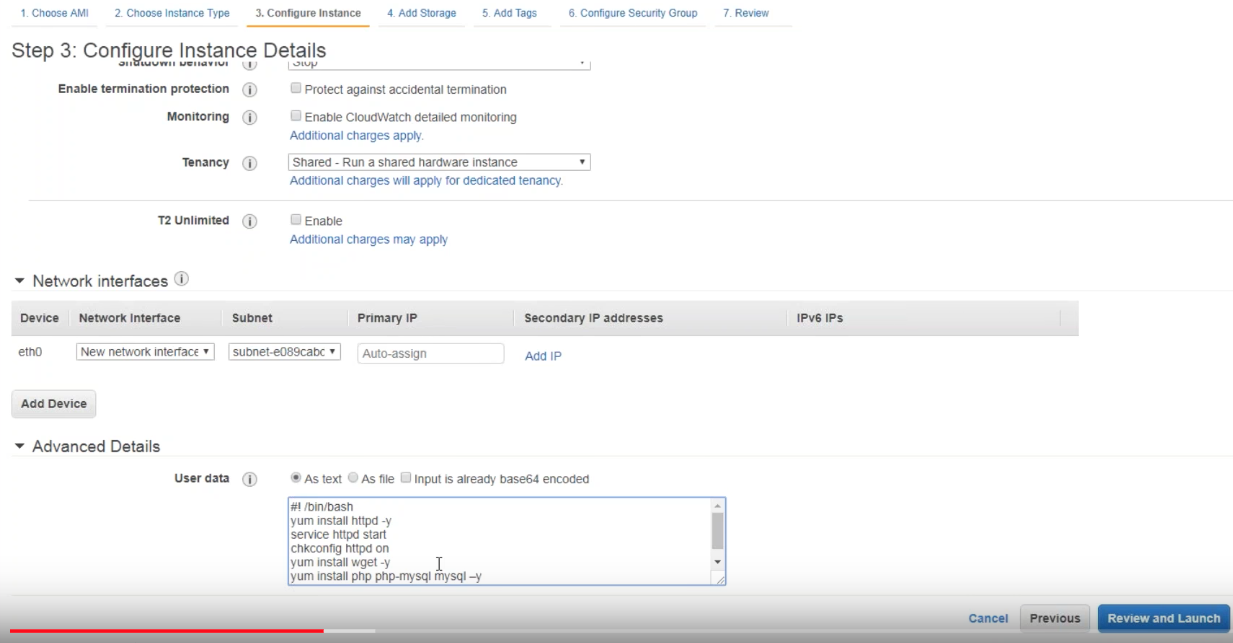 1. Choose AMI 2. Choose Instance Type 3. Configure Instance 4. Add Storage 5. Add Tags 6. Configure Security Group 7. Review
Step 3: Configure Instance Details
Shutdown behavior i Stop
Enable termination protection i Protect against accidental termination
Monitoring i Enable CloudWatch detailed monitoring
Additional charges apply.
Tenancy i Shared - Run a shared hardware instance
Additional charges will apply for dedicated tenancy.
T2 Unlimited i Enable
Additional charges may apply
Network interfaces i
Device Network Interface Subnet Primary IP Secondary IP addresses IPv6 IPs
eth0 New network interface subnet-e089cabc Auto-assign Add IP
Add Device
Advanced Details
User data i As text As file Input is already base64 encoded
#! /bin/bash
yum install httpd -y
service httpd start
chkconfig httpd on
yum install wget -y
yum install php php-mysql mysql –y
Cancel Previous Review and Launch